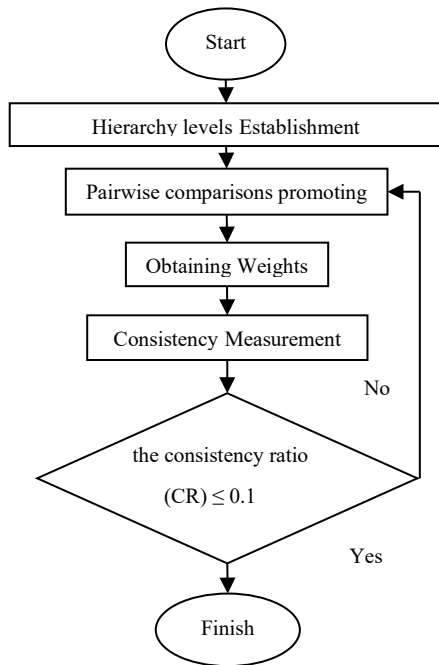 Start
Hierarchy levels Establishment
Pairwise comparisons promoting
Obtaining Weights
Consistency Measurement
No
the consistency ratio
(CR) ≤ 0.1
Yes
Finish